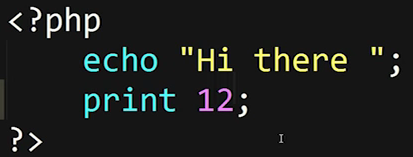 <?php
    echo "Hi there ";
    print 12;
?>